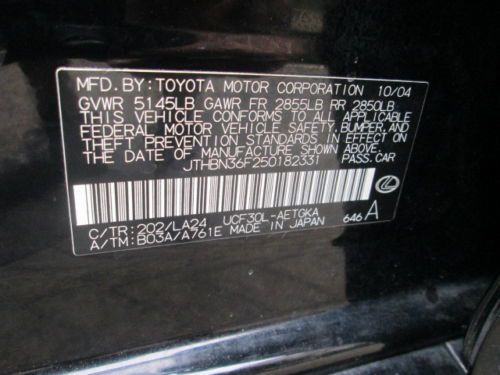 MFD. BY: TOYOTA MOTOR CORPORATION 10/04
GVWR 5145LB GAWR FR 2855LB RR 2850LB
THIS VEHICLE CONFORMS TO ALL APPLICABLE
FEDERAL MOTOR VEHICLE SAFETY, BUMPER, AND
THEFT PREVENTION STANDARDS IN EFFECT ON
THE DATE OF MANUFACTURE SHOWN ABOVE.
JTHBN36F250182331 PASS. CAR
C/TR: 202/LA24 UCF30L-AETGKA 646 A
A/TM: B03A/A761E MADE IN JAPAN